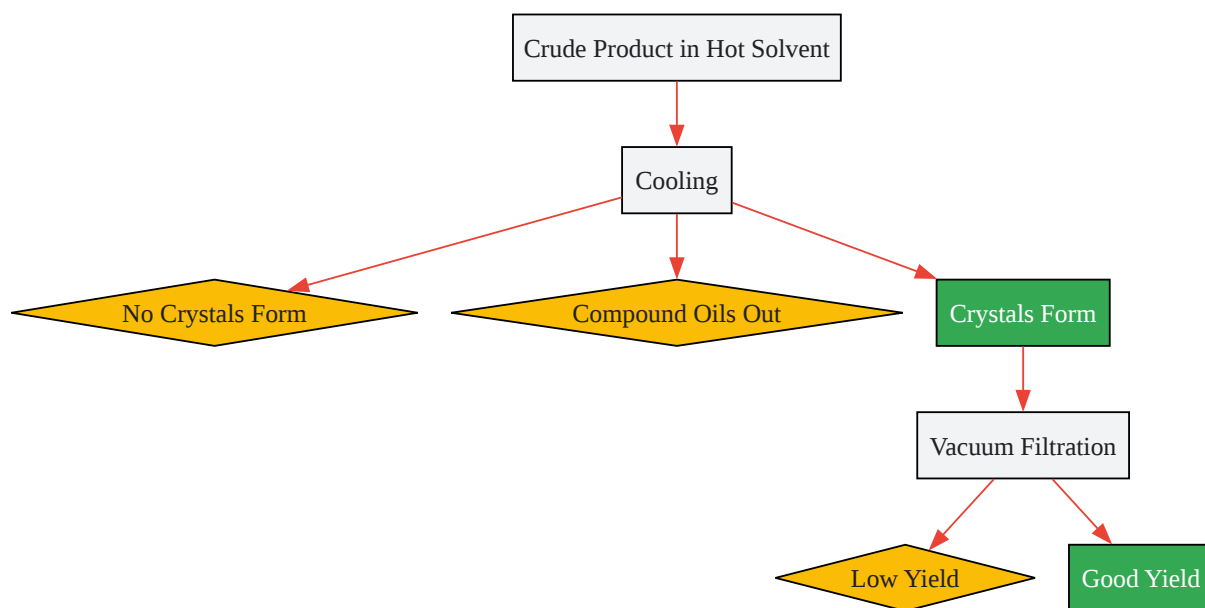 Crude Product in Hot Solvent
Cooling
No Crystals Form
Compound Oils Out
Crystals Form
Vacuum Filtration
Low Yield
Good Yield